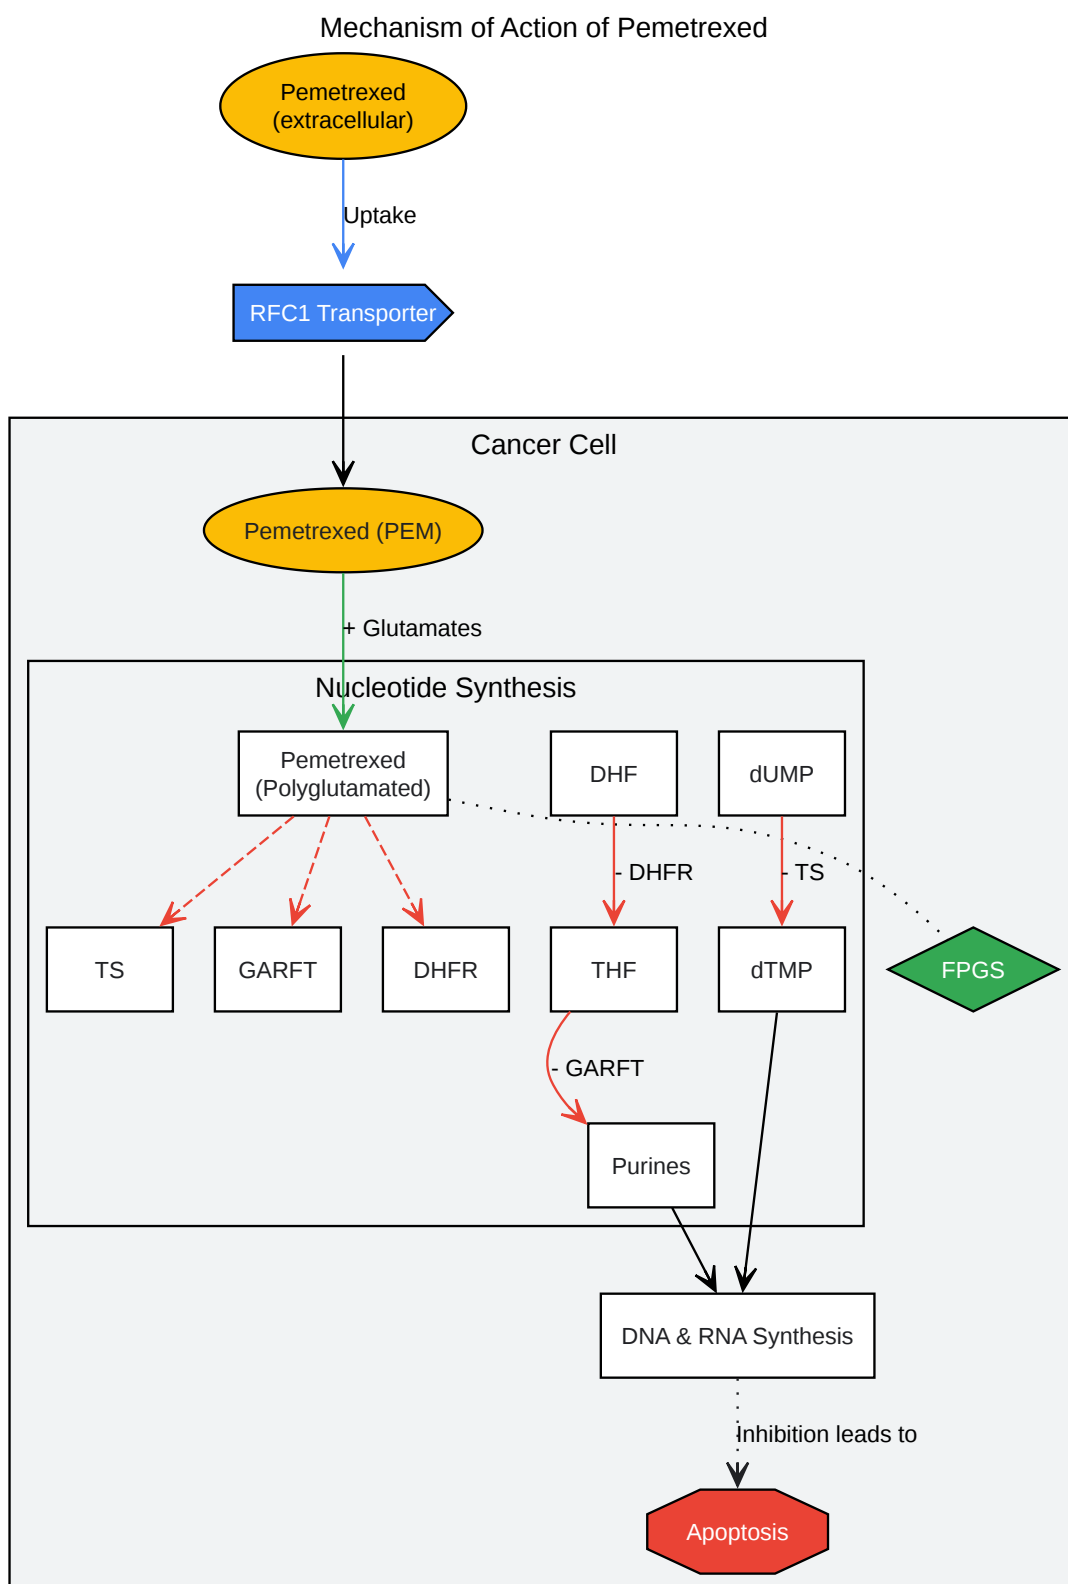 Mechanism of Action of Pemetrexed
Pemetrexed
(extracellular)
Uptake
RFC1 Transporter
Cancer Cell
Pemetrexed (PEM)
+ Glutamates
Nucleotide Synthesis
Pemetrexed
(Polyglutamated)
DHF
dUMP
- DHFR
- TS
TS
GARFT
DHFR
THF
dTMP
FPGS
- GARFT
Purines
DNA & RNA Synthesis
Inhibition leads to
Apoptosis